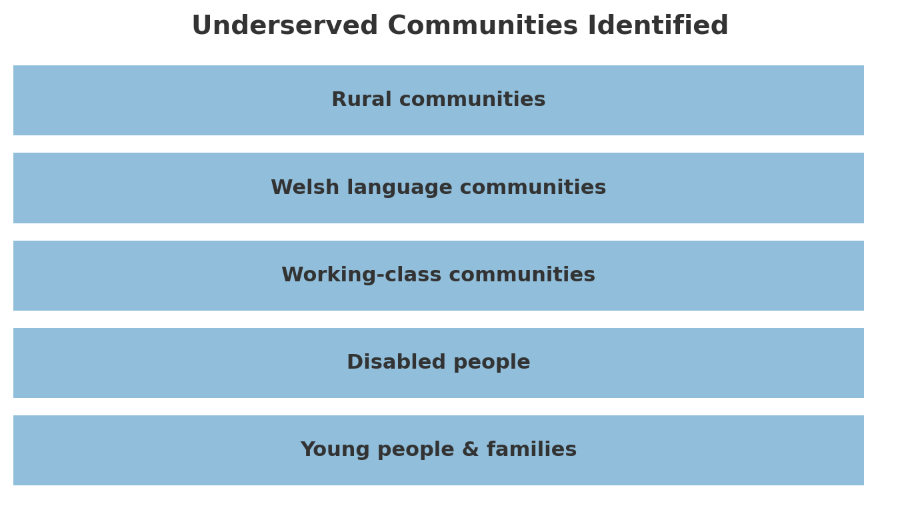 Underserved Communities Identified
Rural communities
Welsh language communities
Working-class communities
Disabled people
Young people & families